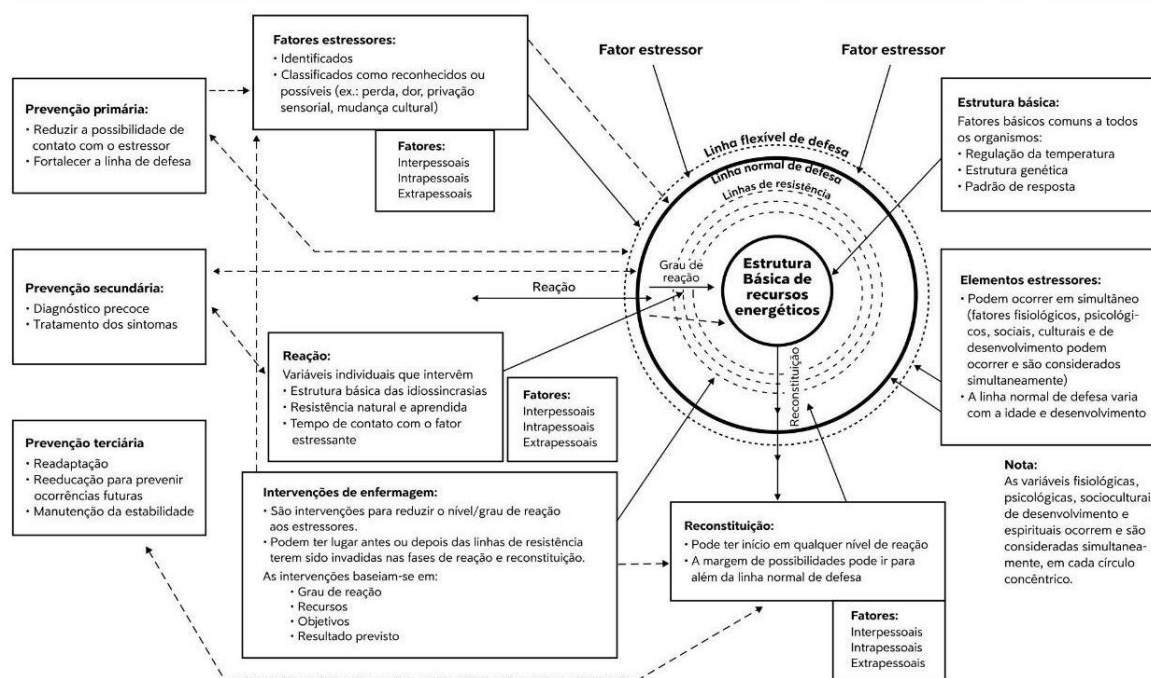 Fatores estressores:
• Identificados
• Classificados como reconhecidos ou
possíveis (ex.: perda, dor, privação
sensorial, mudança cultural)
Fatores:
Interpessoais
Intrapessoais
Extrapessoais
Fator estressor
Fator estressor
Prevenção primária:
• Reduzir a possibilidade de
contato com o estressor
• Fortalecer a linha de defesa
Estrutura básica:
Fatores básicos comuns a todos
os organismos:
• Regulação da temperatura
• Estrutura genética
• Padrão de resposta
Linha flexível de defesa
Linha normal de defesa
Linhas de resistência
Grau de
reação
Estrutura
Básica de
recursos
energéticos
Reação
Reconstituição
Prevenção secundária:
• Diagnóstico precoce
• Tratamento dos sintomas
Elementos estressores:
• Podem ocorrer em simultâneo
(fatores fisiológicos, psicológi-
cos, sociais, culturais e de
desenvolvimento podem
ocorrer e são considerados
simultaneamente)
• A linha normal de defesa varia
com a idade e desenvolvimento
Reação:
Variáveis individuais que intervêm
• Estrutura básica das idiossincrasias
• Resistência natural e aprendida
• Tempo de contato com o fator
estressante
Fatores:
Interpessoais
Intrapessoais
Extrapessoais
Prevenção terciária
• Readaptação
• Reeducação para prevenir
ocorrências futuras
• Manutenção da estabilidade
Intervenções de enfermagem:
• São intervenções para reduzir o nível/grau de reação
aos estressores.
• Podem ter lugar antes ou depois das linhas de resistência
terem sido invadidas nas fases de reação e reconstituição.
As intervenções baseiam-se em:
• Grau de reação
• Recursos
• Objetivos
• Resultado previsto
Reconstituição:
• Pode ter início em qualquer nível de reação
• A margem de possibilidades pode ir para
além da linha normal de defesa
Fatores:
Interpessoais
Intrapessoais
Extrapessoais
Nota:
As variáveis fisiológicas,
psicológicas, socioculturais
de desenvolvimento e
espirituais ocorrem e são
consideradas simultanea-
mente, em cada círculo
concêntrico.